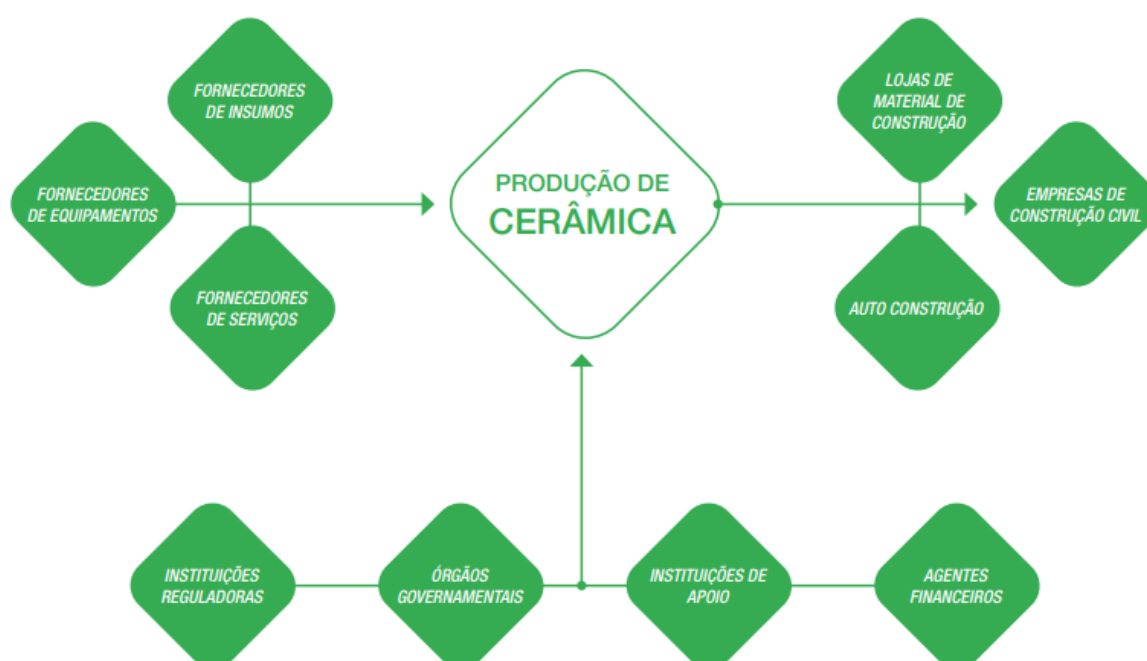 FORNECEDORES
DE INSUMOS
FORNECEDORES
DE EQUIPAMENTOS
FORNECEDORES
DE SERVIÇOS
PRODUÇÃO DE
CERÂMICA
LOJAS DE
MATERIAL DE
CONSTRUÇÃO
EMPRESAS DE
CONSTRUÇÃO CIVIL
AUTO CONSTRUÇÃO
INSTITUIÇÕES
REGULADORAS
ÓRGÃOS
GOVERNAMENTAIS
INSTITUIÇÕES DE
APOIO
AGENTES
FINANCEIROS